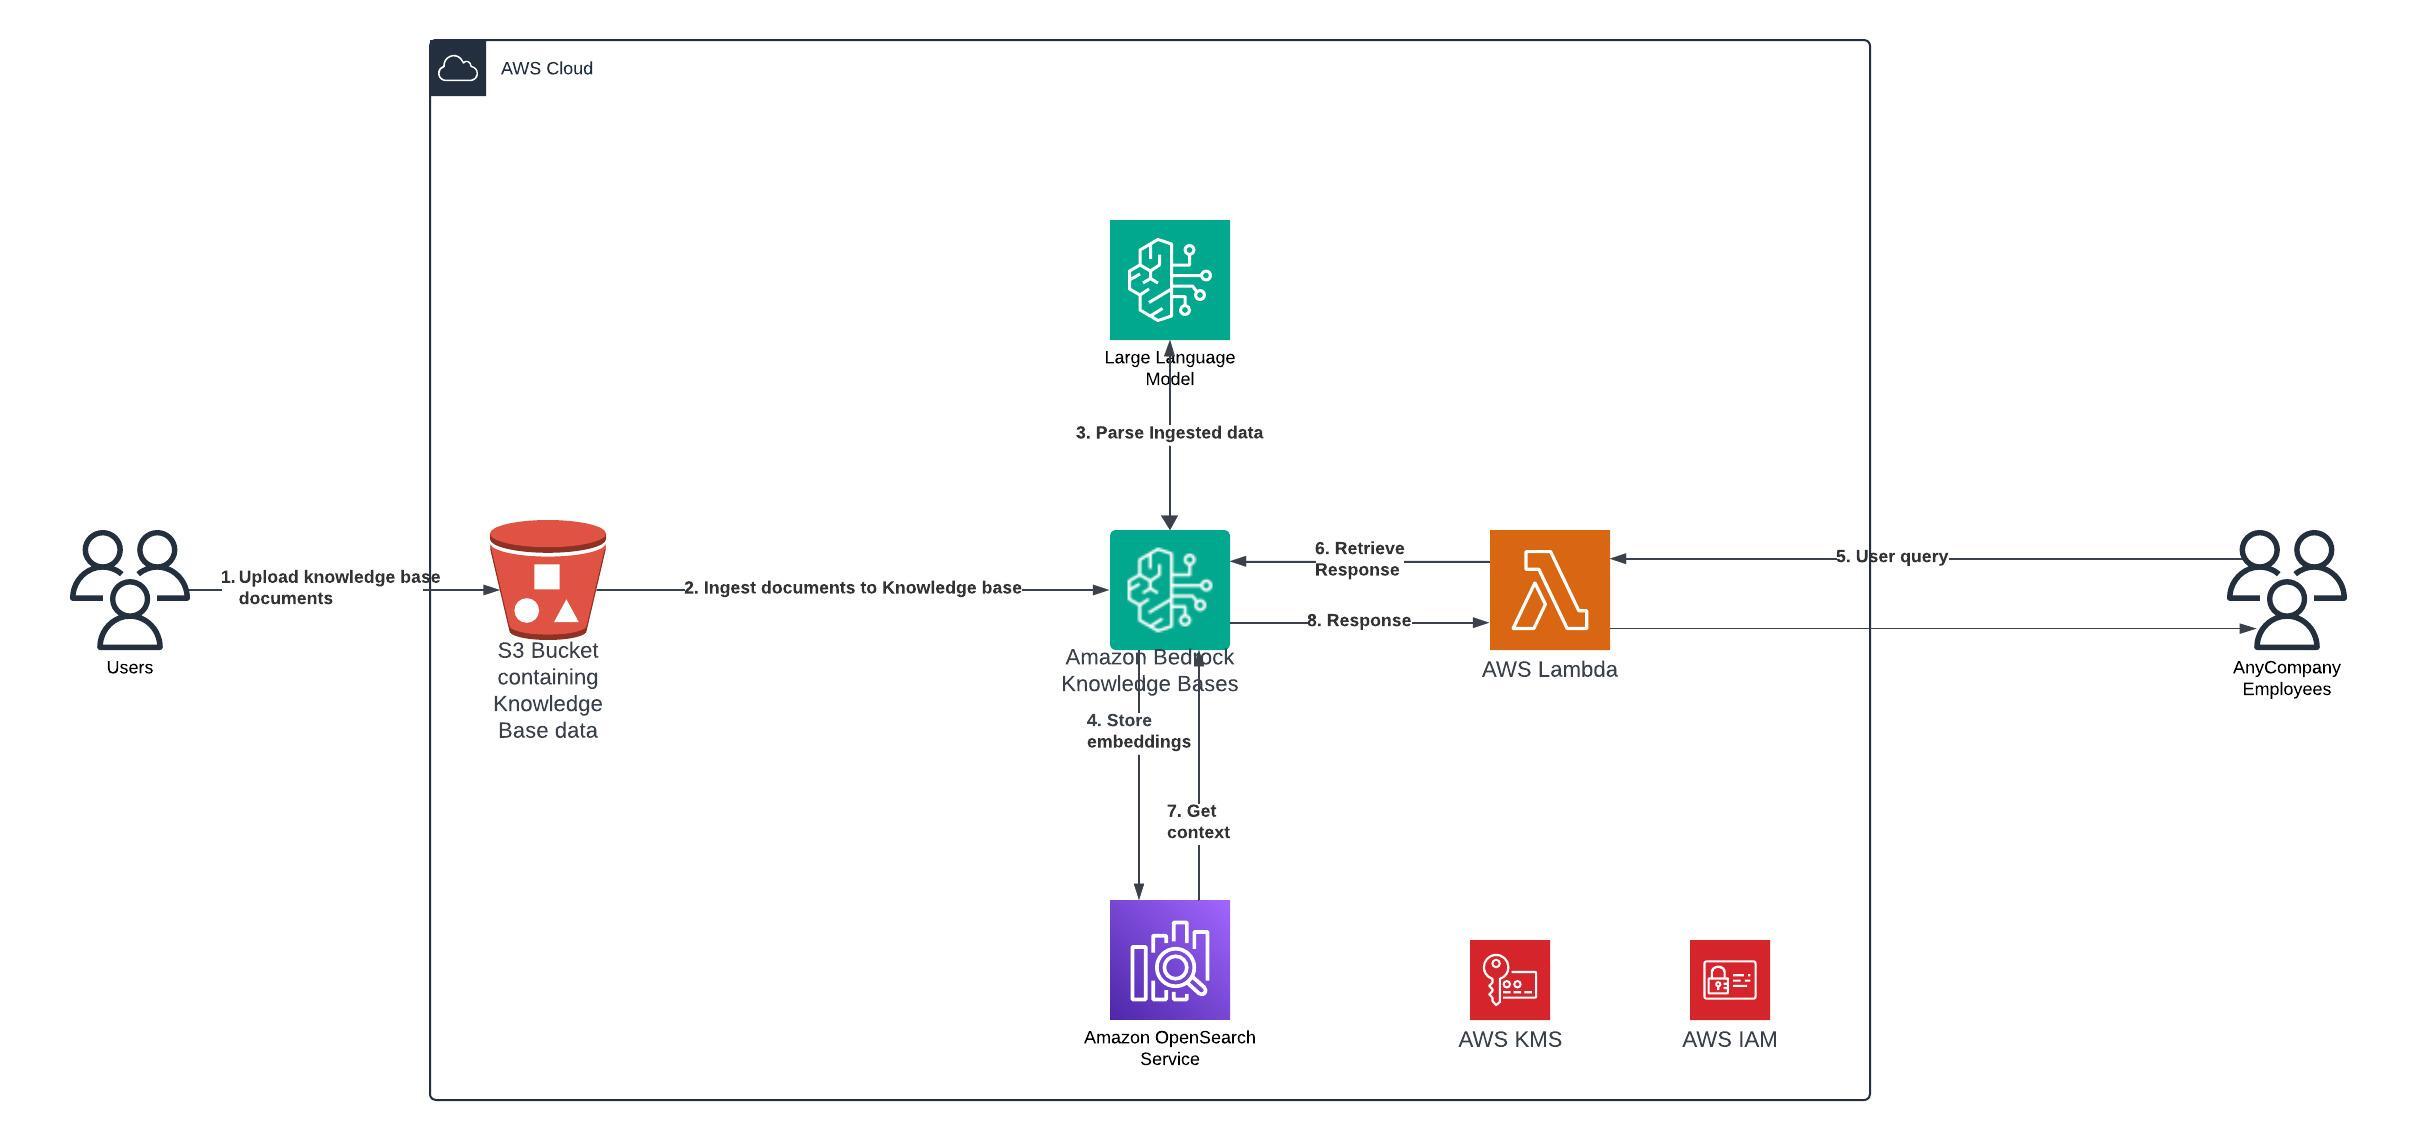 AWS Cloud
Large Language
Model
3. Parse Ingested data
1. Upload knowledge base
documents
Users
S3 Bucket
containing
Knowledge
Base data
2. Ingest documents to Knowledge base
Amazon Bedrock
Knowledge Bases
6. Retrieve
Response
8. Response
AWS Lambda
5. User query
AnyCompany
Employees
4. Store
embeddings
7. Get
context
Amazon OpenSearch
Service
AWS KMS
AWS IAM